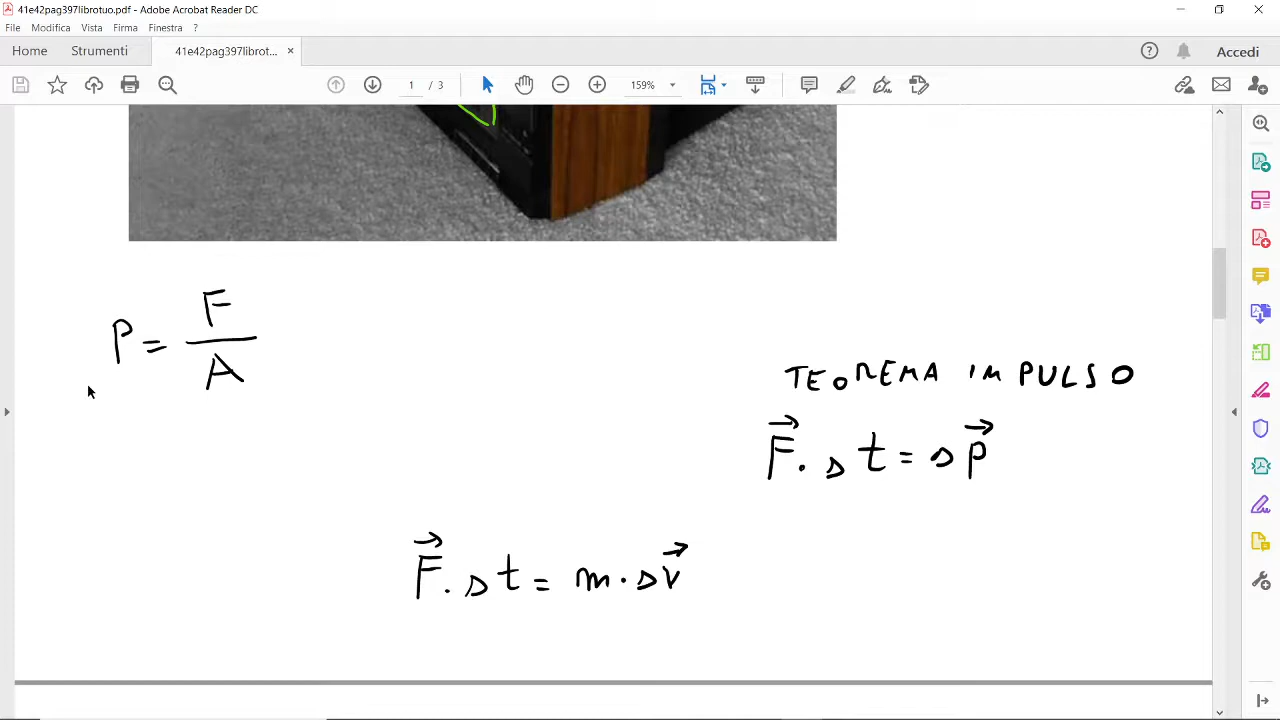 41e42pag397librotuo.pdf - Adobe Acrobat Reader DC
File Modifica Vista Firma Finestra ?
Home Strumenti 41e42pag397librot... × Accedi
1 / 3 159%
P = F / A
TEOREMA IMPULSO
F⃗ · Δt = Δp⃗
F⃗ · Δt = m · Δv⃗